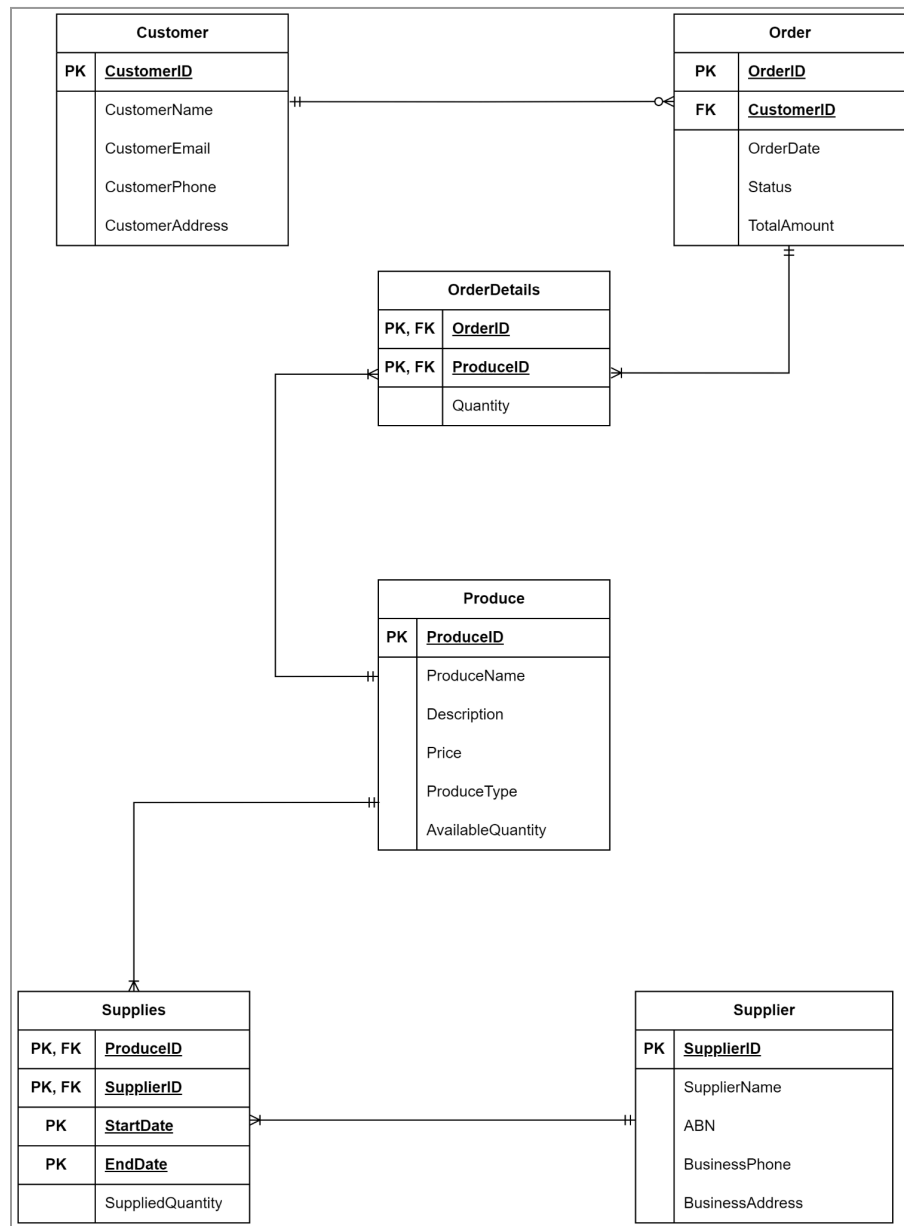 Customer
PK CustomerID
CustomerName
CustomerEmail
CustomerPhone
CustomerAddress
Order
PK OrderID
FK CustomerID
OrderDate
Status
TotalAmount
OrderDetails
PK, FK OrderID
PK, FK ProduceID
Quantity
Produce
PK ProduceID
ProduceName
Description
Price
ProduceType
AvailableQuantity
Supplies
PK, FK ProduceID
PK, FK SupplierID
PK StartDate
PK EndDate
SuppliedQuantity
Supplier
PK SupplierID
SupplierName
ABN
BusinessPhone
BusinessAddress